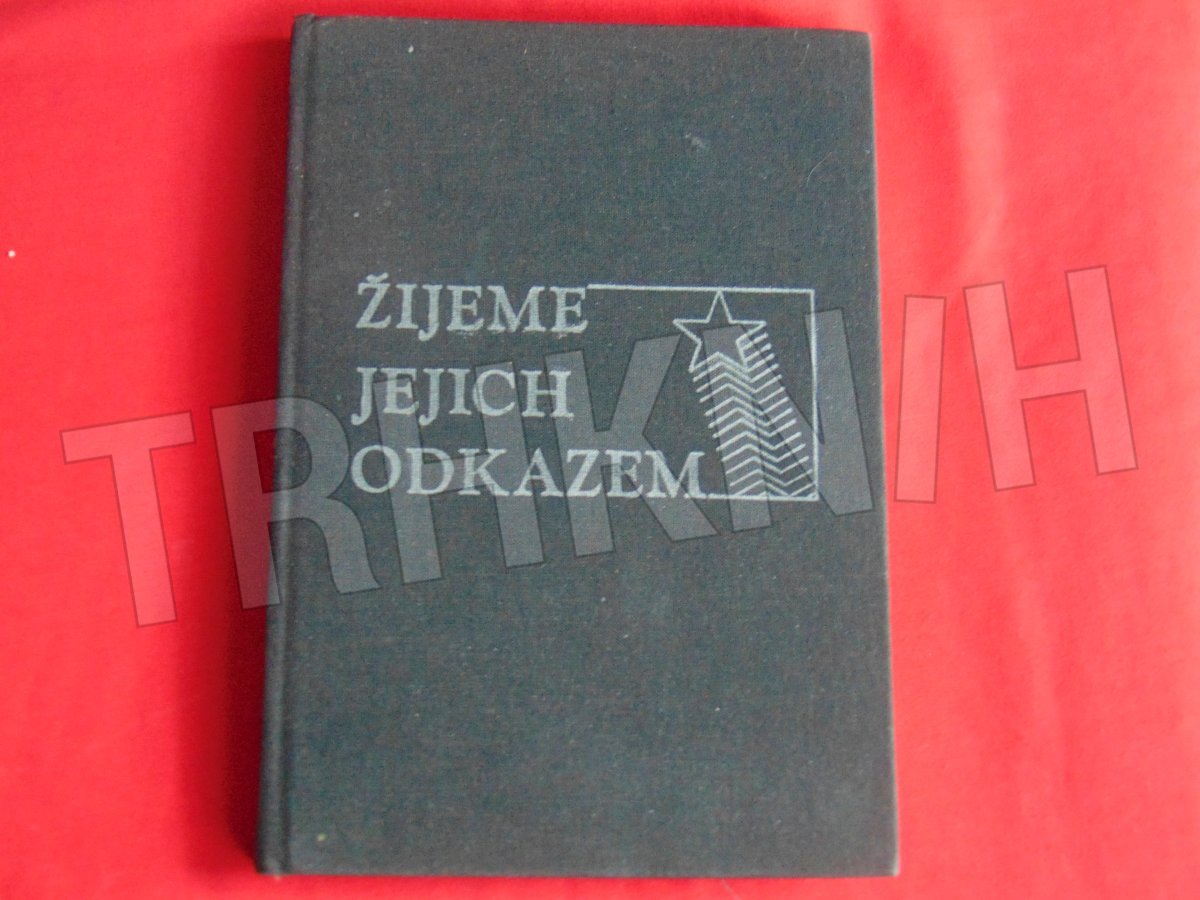 ŽIJEME
JEJICH
ODKAZEM
TRHKNIH